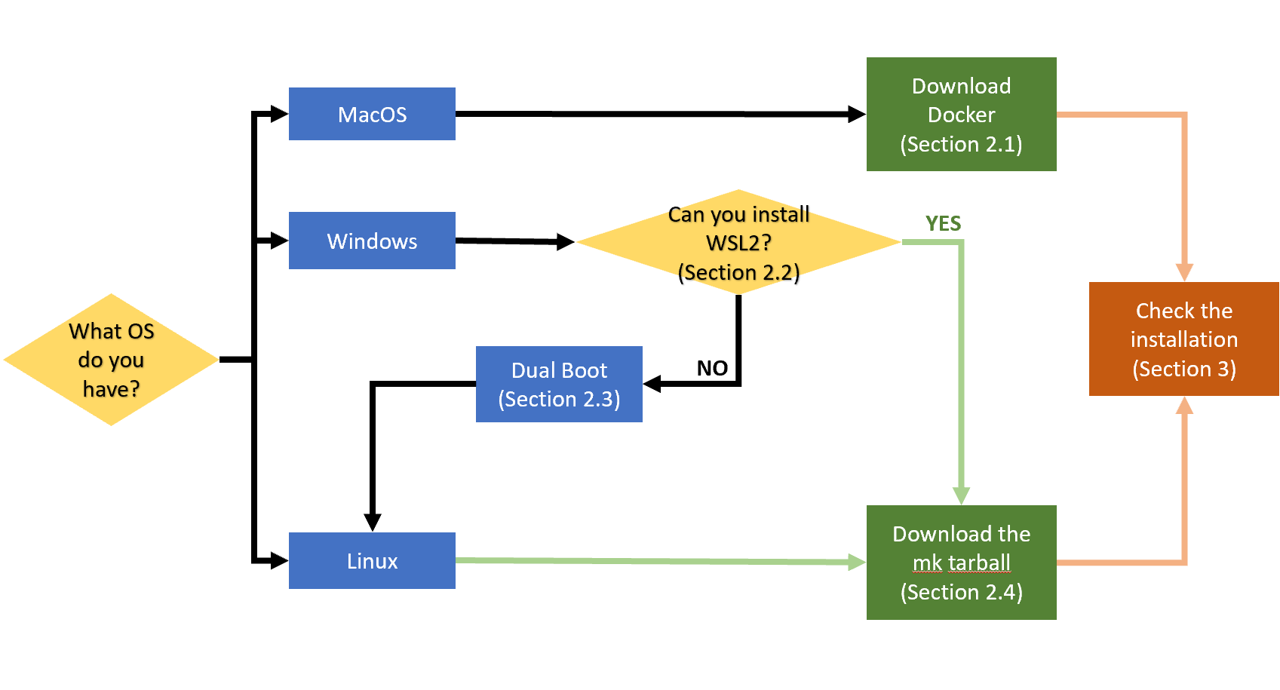 MacOS
Download
Docker
(Section 2.1)
Windows
Can you install
WSL2?
(Section 2.2)
YES
What OS
do you
have?
Check the
installation
(Section 3)
Dual Boot
(Section 2.3)
NO
Linux
Download the
mk tarball
(Section 2.4)